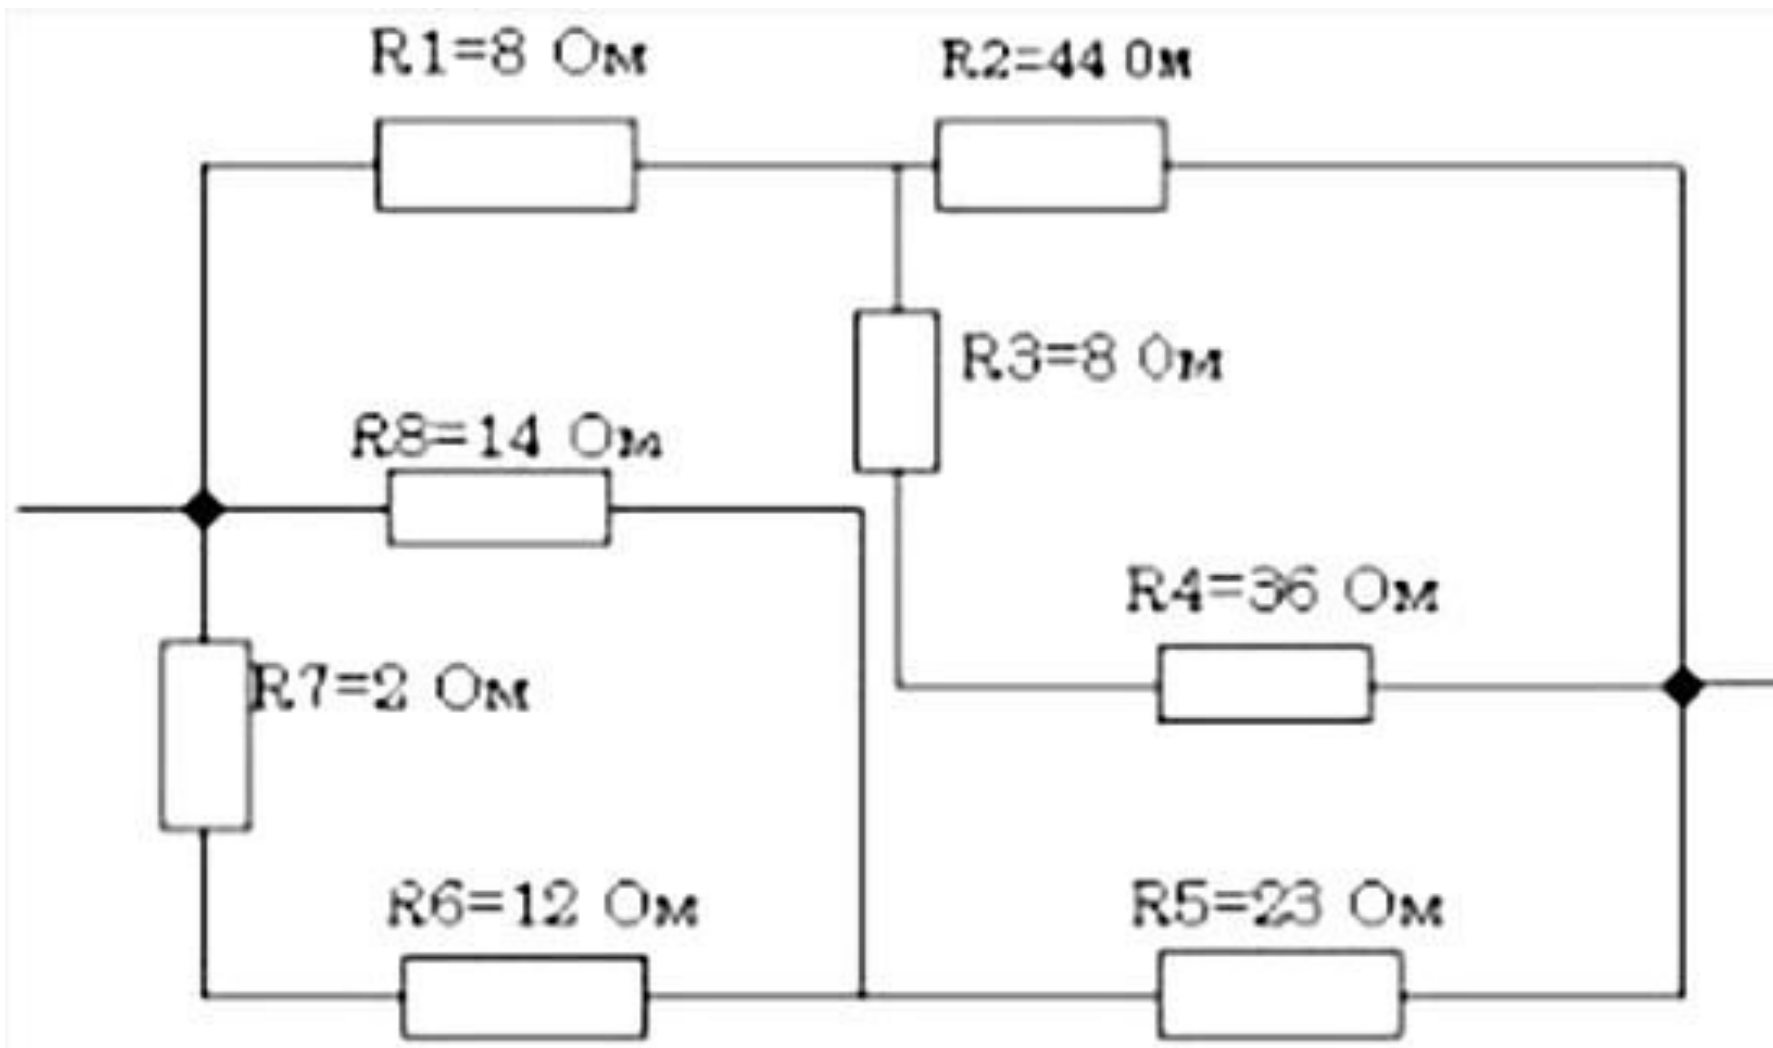 R1=8 Ом
R2=44 Ом
R3=8 Ом
R8=14 Ом
R4=36 Ом
R7=2 Ом
R6=12 Ом
R5=23 Ом